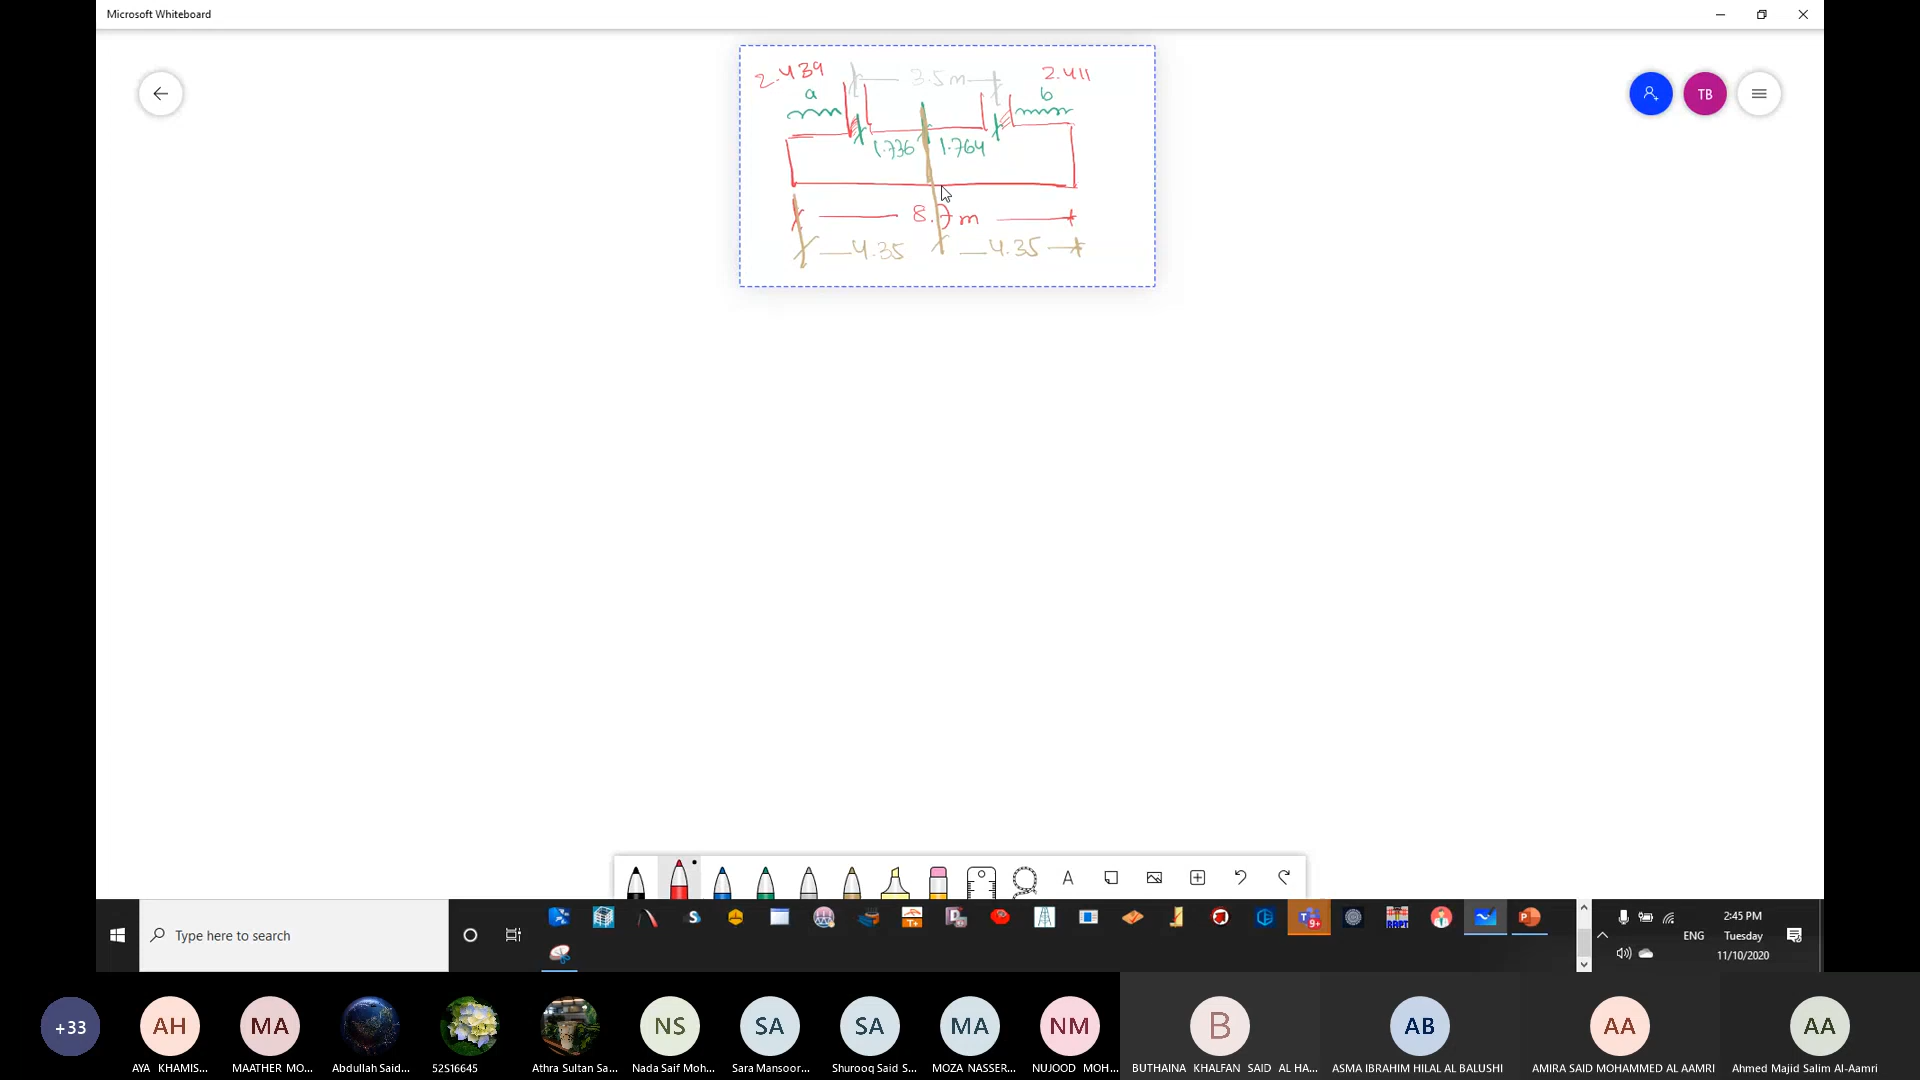 Microsoft Whiteboard
2.439
3.5m
2.411
a
b
1.736
1.764
8.7m
4.35
4.35
TB
A
Type here to search
ENG
2:45 PM
Tuesday
11/10/2020
+33
AH
MA
NS
SA
SA
MA
NM
B
AB
AA
AA
AYA KHAMIS...
MAATHER MO...
Abdullah Said...
52S16645
Athra Sultan Sa...
Nada Saif Moh...
Sara Mansoor...
Shurooq Said S...
MOZA NASSER...
NUJOOD MOH...
BUTHAINA KHALFAN SAID AL HA...
ASMA IBRAHIM HILAL AL BALUSHI
AMIRA SAID MOHAMMED AL AAMRI
Ahmed Majid Salim Al-Aamri